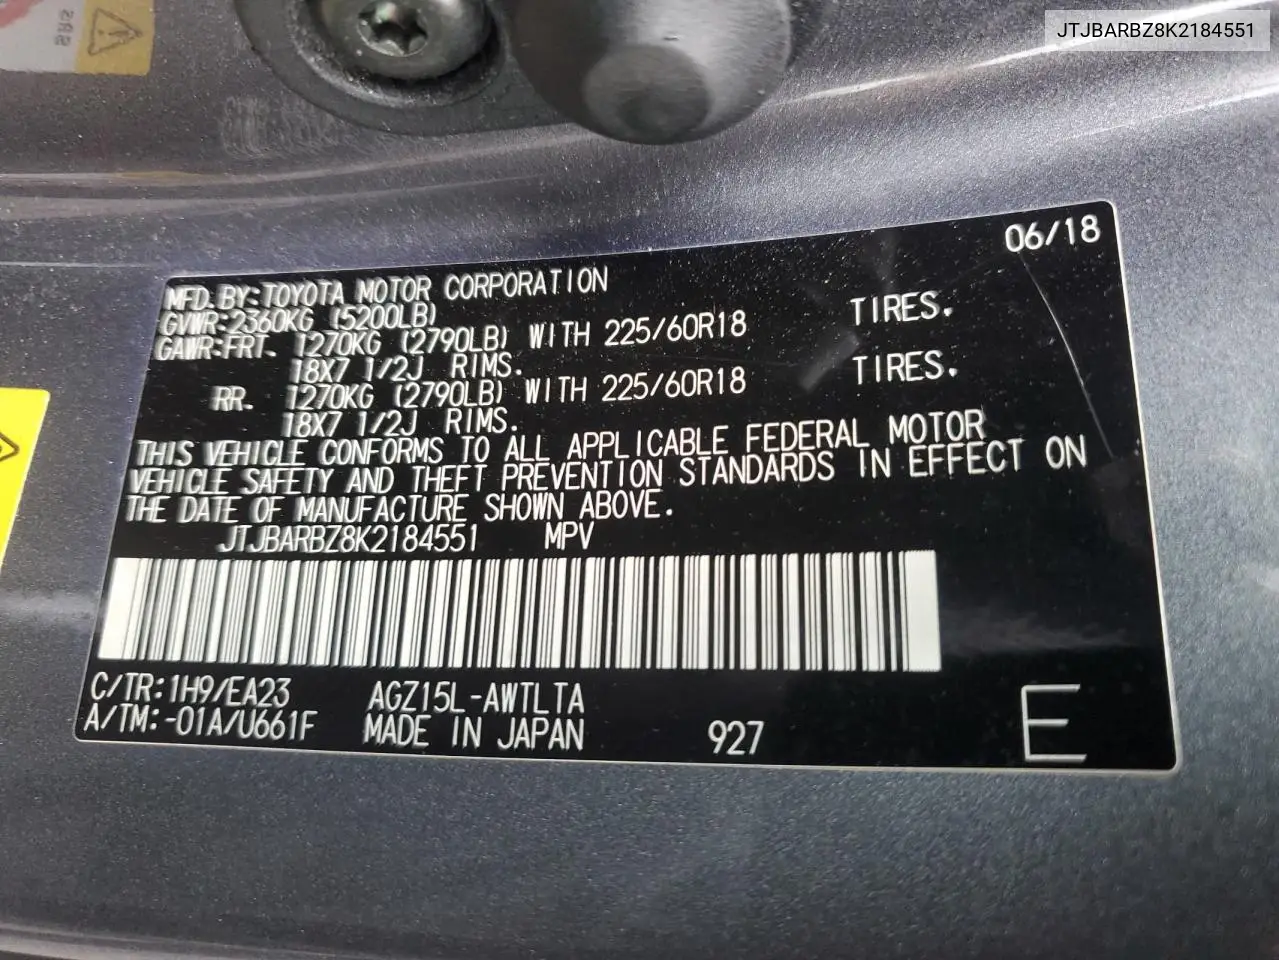 JTJBARBZ8K2184551
SRS
06/18
MFD. BY: TOYOTA MOTOR CORPORATION
GVWR: 2360KG (5200LB)
GAWR: FRT. 1270KG (2790LB) WITH 225/60R18 TIRES.
18X7 1/2J RIMS.
RR. 1270KG (2790LB) WITH 225/60R18 TIRES.
18X7 1/2J RIMS.
THIS VEHICLE CONFORMS TO ALL APPLICABLE FEDERAL MOTOR
VEHICLE SAFETY AND THEFT PREVENTION STANDARDS IN EFFECT ON
THE DATE OF MANUFACTURE SHOWN ABOVE.
JTJBARBZ8K2184551 MPV
C/TR: 1H9/EA23 AGZ15L-AWTLTA
A/TM: -01A/U661F MADE IN JAPAN 927 E